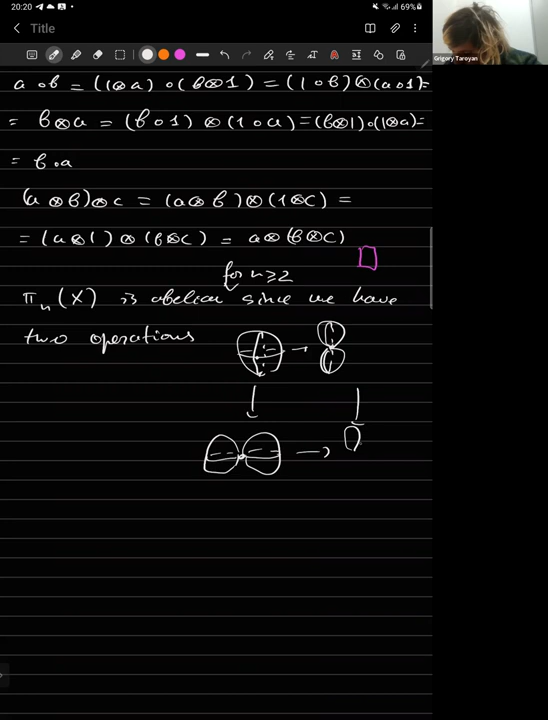 20:20
69%
Title
Grigory Taroyan
a ∘ b = (1⊗a) ∘ (b⊗1) = (1∘b)⊗(a∘1) =
= b⊗a = (b∘1) ⊗ (1∘a) = (b⊗1)∘(1⊗a) =
= b∘a
(a⊗b)⊗c = (a⊗b)⊗(1⊗c) =
= (a⊗1) ⊗ (b⊗c) = a⊗(b⊗c)
for n≥2
πₙ(X) is abelian since we have
two operations